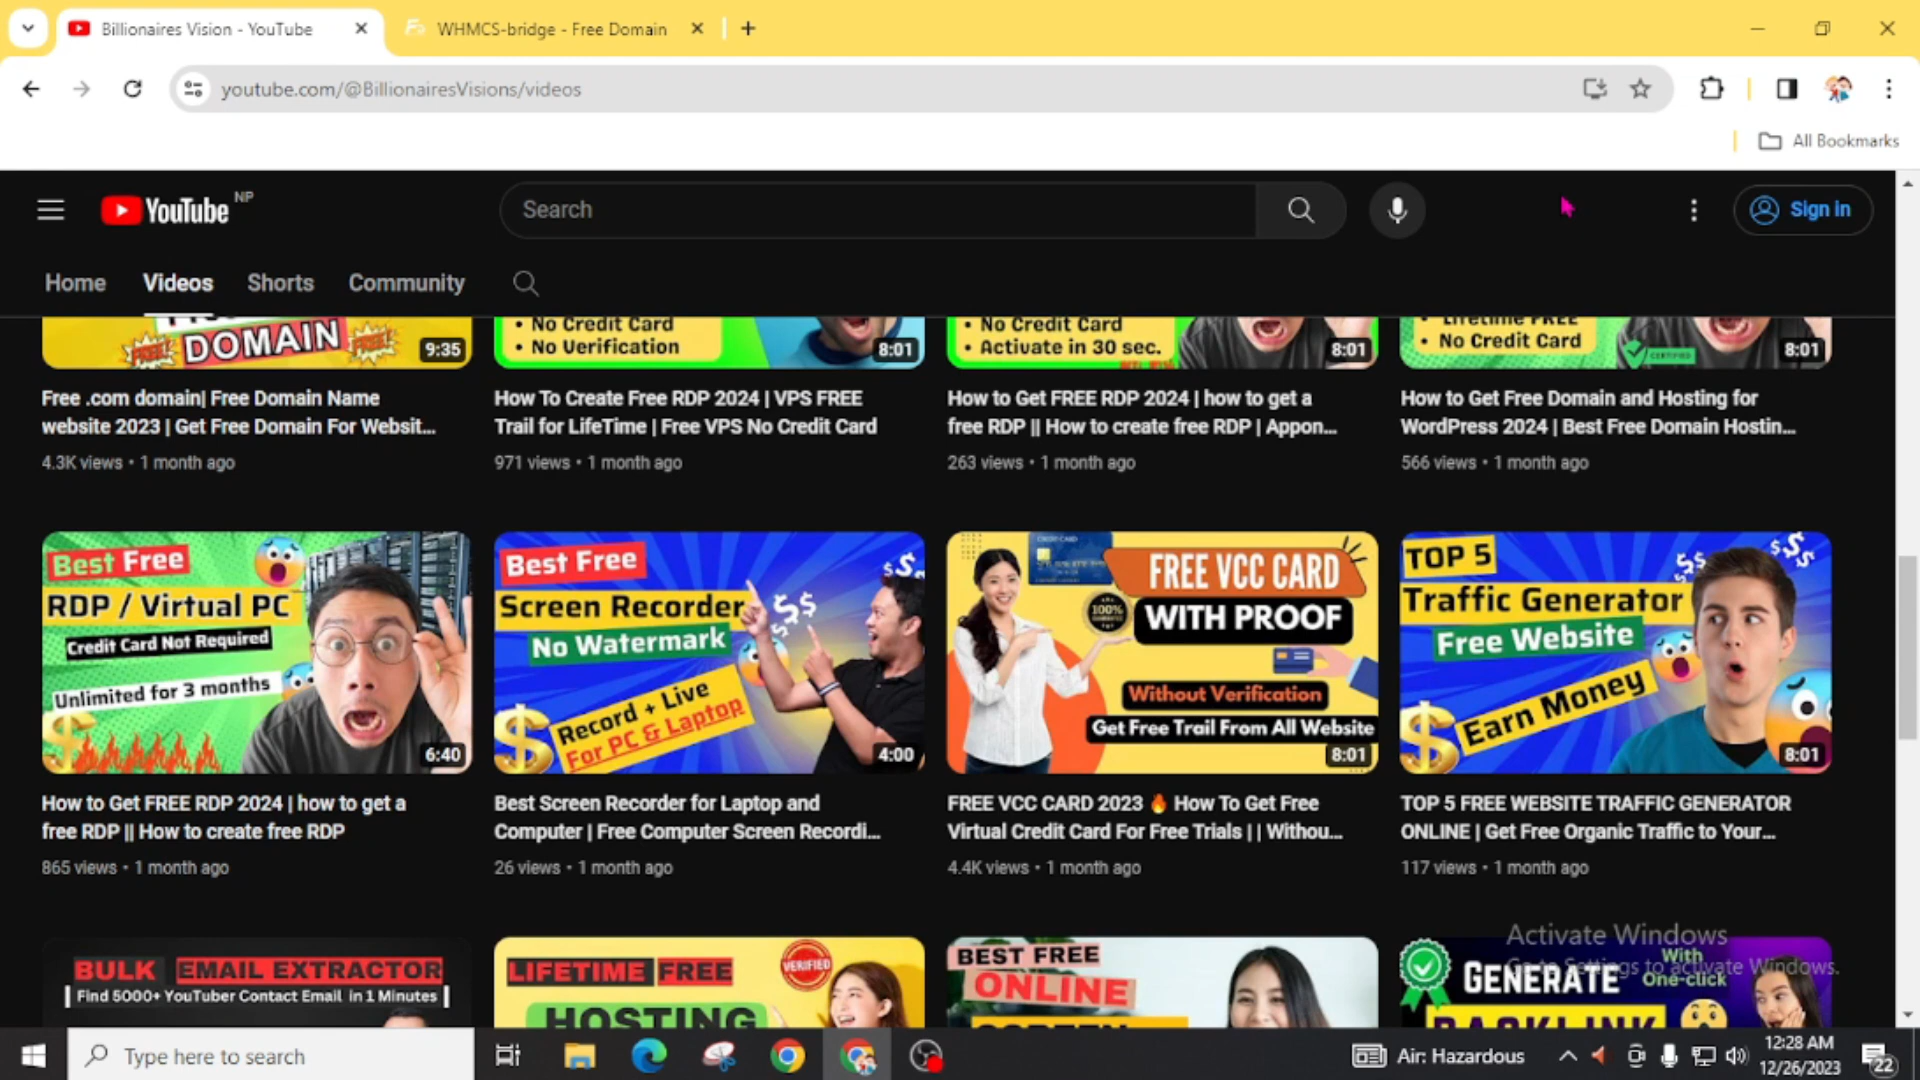 Billionaires Vision - YouTube
WHMCS-bridge - Free Domain
youtube.com/@BillionairesVisions/videos
All Bookmarks
YouTube NP
Search
Sign in
Home
Videos
Shorts
Community
DOMAIN
FREE!
9:35
• No Credit Card
• No Verification
8:01
• No Credit Card
• Activate in 30 sec.
8:01
• Lifetime FREE
• No Credit Card
CERTIFIED
8:01
Free .com domain| Free Domain Name
website 2023 | Get Free Domain For Websit...
4.3K views • 1 month ago
How To Create Free RDP 2024 | VPS FREE
Trail for LifeTime | Free VPS No Credit Card
971 views • 1 month ago
How to Get FREE RDP 2024 | how to get a
free RDP || How to create free RDP | Appon...
263 views • 1 month ago
How to Get Free Domain and Hosting for
WordPress 2024 | Best Free Domain Hostin...
566 views • 1 month ago
Best Free
RDP / Virtual PC
Credit Card Not Required
Unlimited for 3 months
6:40
Best Free
Screen Recorder
No Watermark
Record + Live
For PC & Laptop
4:00
CREDIT CARD
FREE VCC CARD
100%
WITH PROOF
Without Verification
Get Free Trail From All Website
8:01
TOP 5
Traffic Generator
Free Website
Earn Money
8:01
How to Get FREE RDP 2024 | how to get a
free RDP || How to create free RDP
865 views • 1 month ago
Best Screen Recorder for Laptop and
Computer | Free Computer Screen Recordi...
26 views • 1 month ago
FREE VCC CARD 2023 🔥 How To Get Free
Virtual Credit Card For Free Trials | | Withou...
4.4K views • 1 month ago
TOP 5 FREE WEBSITE TRAFFIC GENERATOR
ONLINE | Get Free Organic Traffic to Your...
117 views • 1 month ago
BULK EMAIL EXTRACTOR
Find 5000+ YouTuber Contact Email in 1 Minutes
LIFETIME FREE
VERIFIED
HOSTING
BEST FREE
ONLINE
With
GENERATE One-click
BACKLINK
Activate Windows
Go to Settings to activate Windows.
Type here to search
Air: Hazardous
12:28 AM
12/26/2023
22